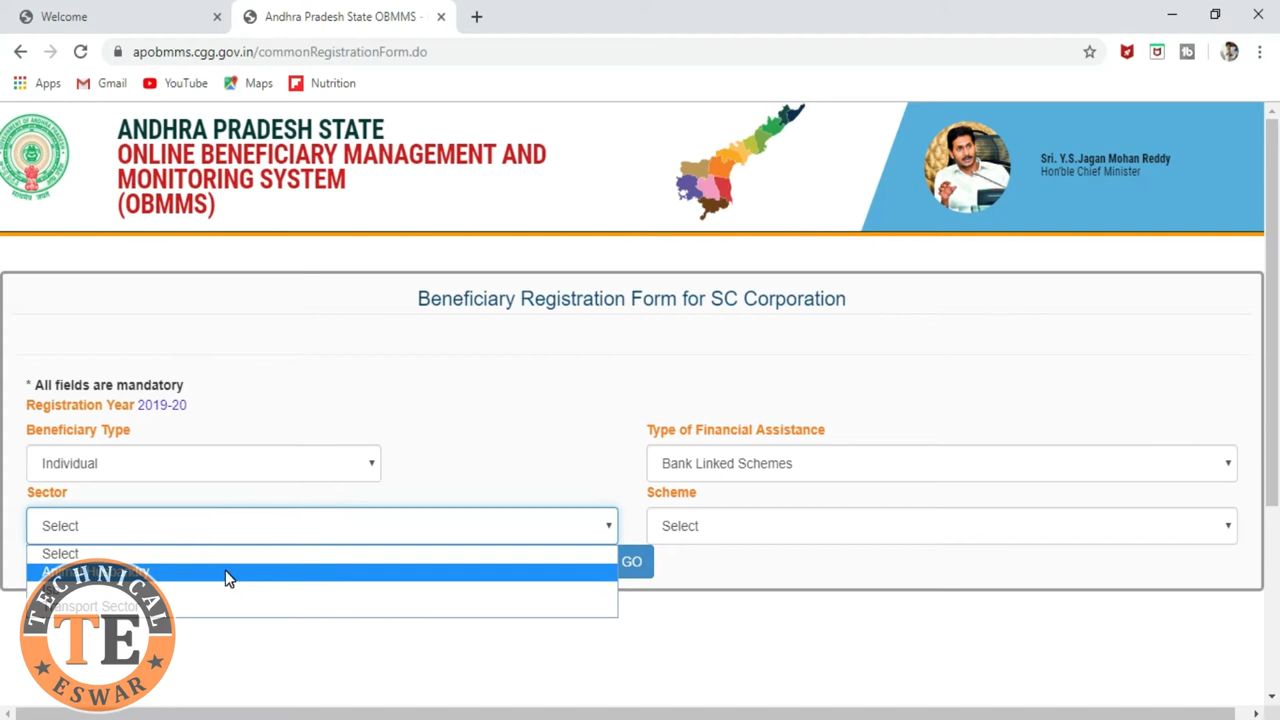 Welcome
Andhra Pradesh State OBMMS -
apobmms.cgg.gov.in/commonRegistrationForm.do
Apps Gmail YouTube Maps Nutrition
ANDHRA PRADESH STATE
ONLINE BENEFICIARY MANAGEMENT AND
MONITORING SYSTEM
(OBMMS)
Sri. Y.S.Jagan Mohan Reddy
Hon'ble Chief Minister
Beneficiary Registration Form for SC Corporation
* All fields are mandatory
Registration Year 2019-20
Beneficiary Type
Type of Financial Assistance
Individual
Bank Linked Schemes
Sector
Scheme
Select
Select
Select
GO
Transport Sector
TECHNICAL
TE
ESWAR